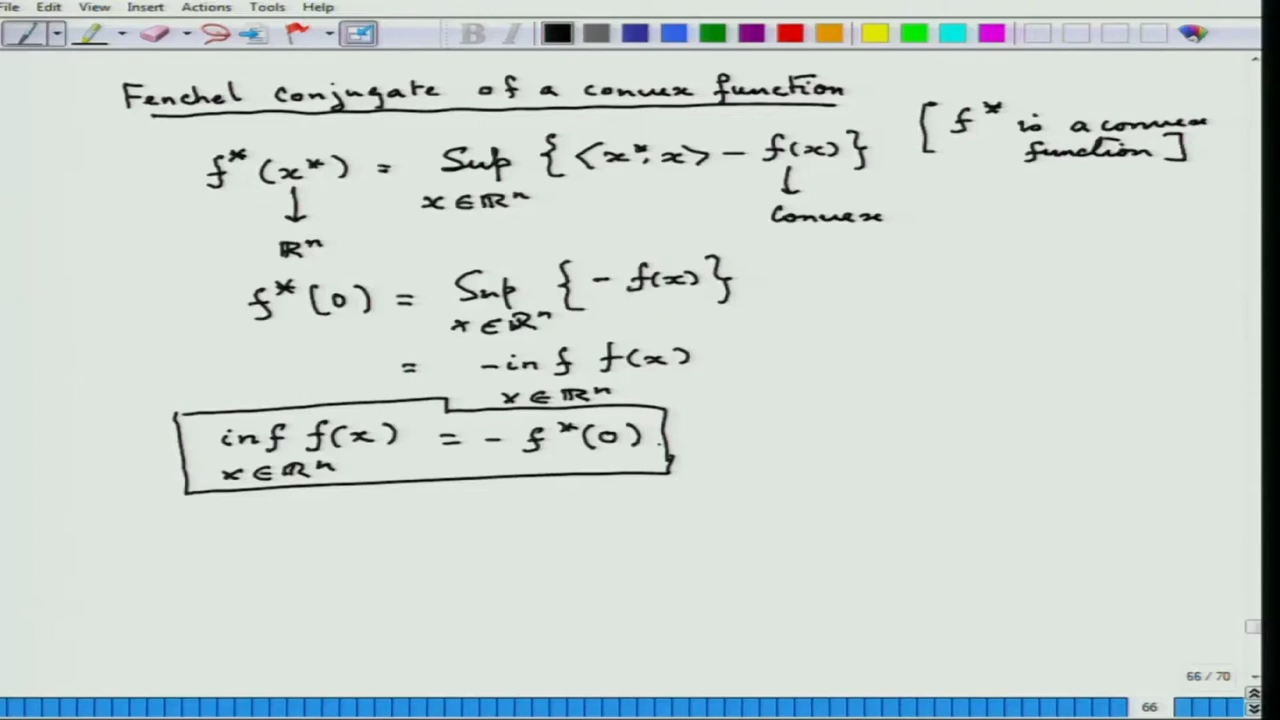 File Edit View Insert Actions Tools Help
B I
Fenchel conjugate of a convex function
f*(x*) = Sup {<x*, x> - f(x)} [f* is a convex
x ∈ ℝⁿ function]
↓ ↓
ℝⁿ Convex
f*(0) = Sup {- f(x)}
x ∈ ℝⁿ
= -inf f(x)
x ∈ ℝⁿ
inf f(x) = - f*(0).
x ∈ ℝⁿ
66 / 70
66